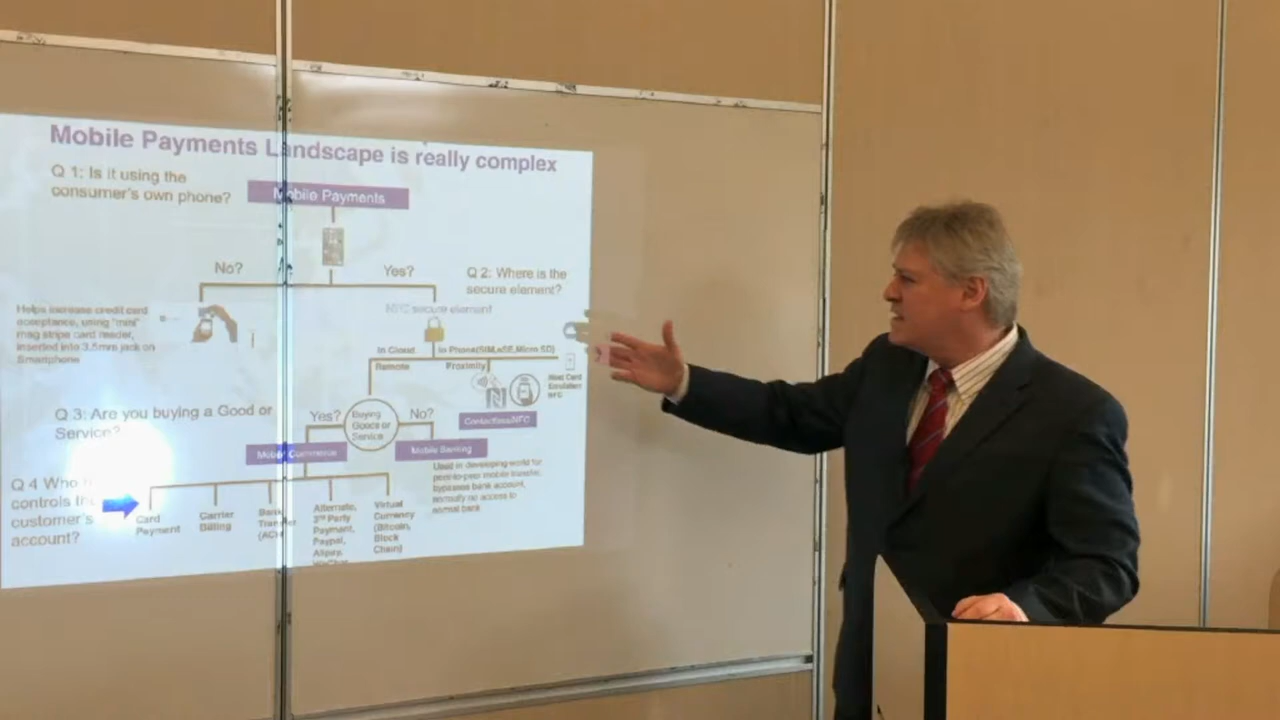 Mobile Payments Landscape is really complex
Q 1: Is it using the
consumer's own phone?
Mobile Payments
No?
Yes?
Q 2: Where is the
secure element?
Helps increase credit card
acceptance, using "mini"
mag stripe card reader,
inserted into 3.5mm jack on
Smartphone
secure element
In Cloud
In Phone(SIM,eSE,Micro SD)
Remote
Proximity
Host Card
Emulation
NFC
Q 3: Are you buying a Good or
Service?
Yes?
Buying
Goods or
Service
No?
Contactless/NFC
Mobile Commerce
Mobile Banking
Used in developing world for
peer-to-peer mobile transfer,
bypasses bank account,
normally no access to
normal bank
Q 4 Who
controls the
customer's
account?
Card
Payment
Carrier
Billing
Bank
Transfer
(ACH)
Alternate,
3rd Party
Payment,
Paypal,
Alipay,
Virtual
Currency
(Bitcoin,
Block
Chain)